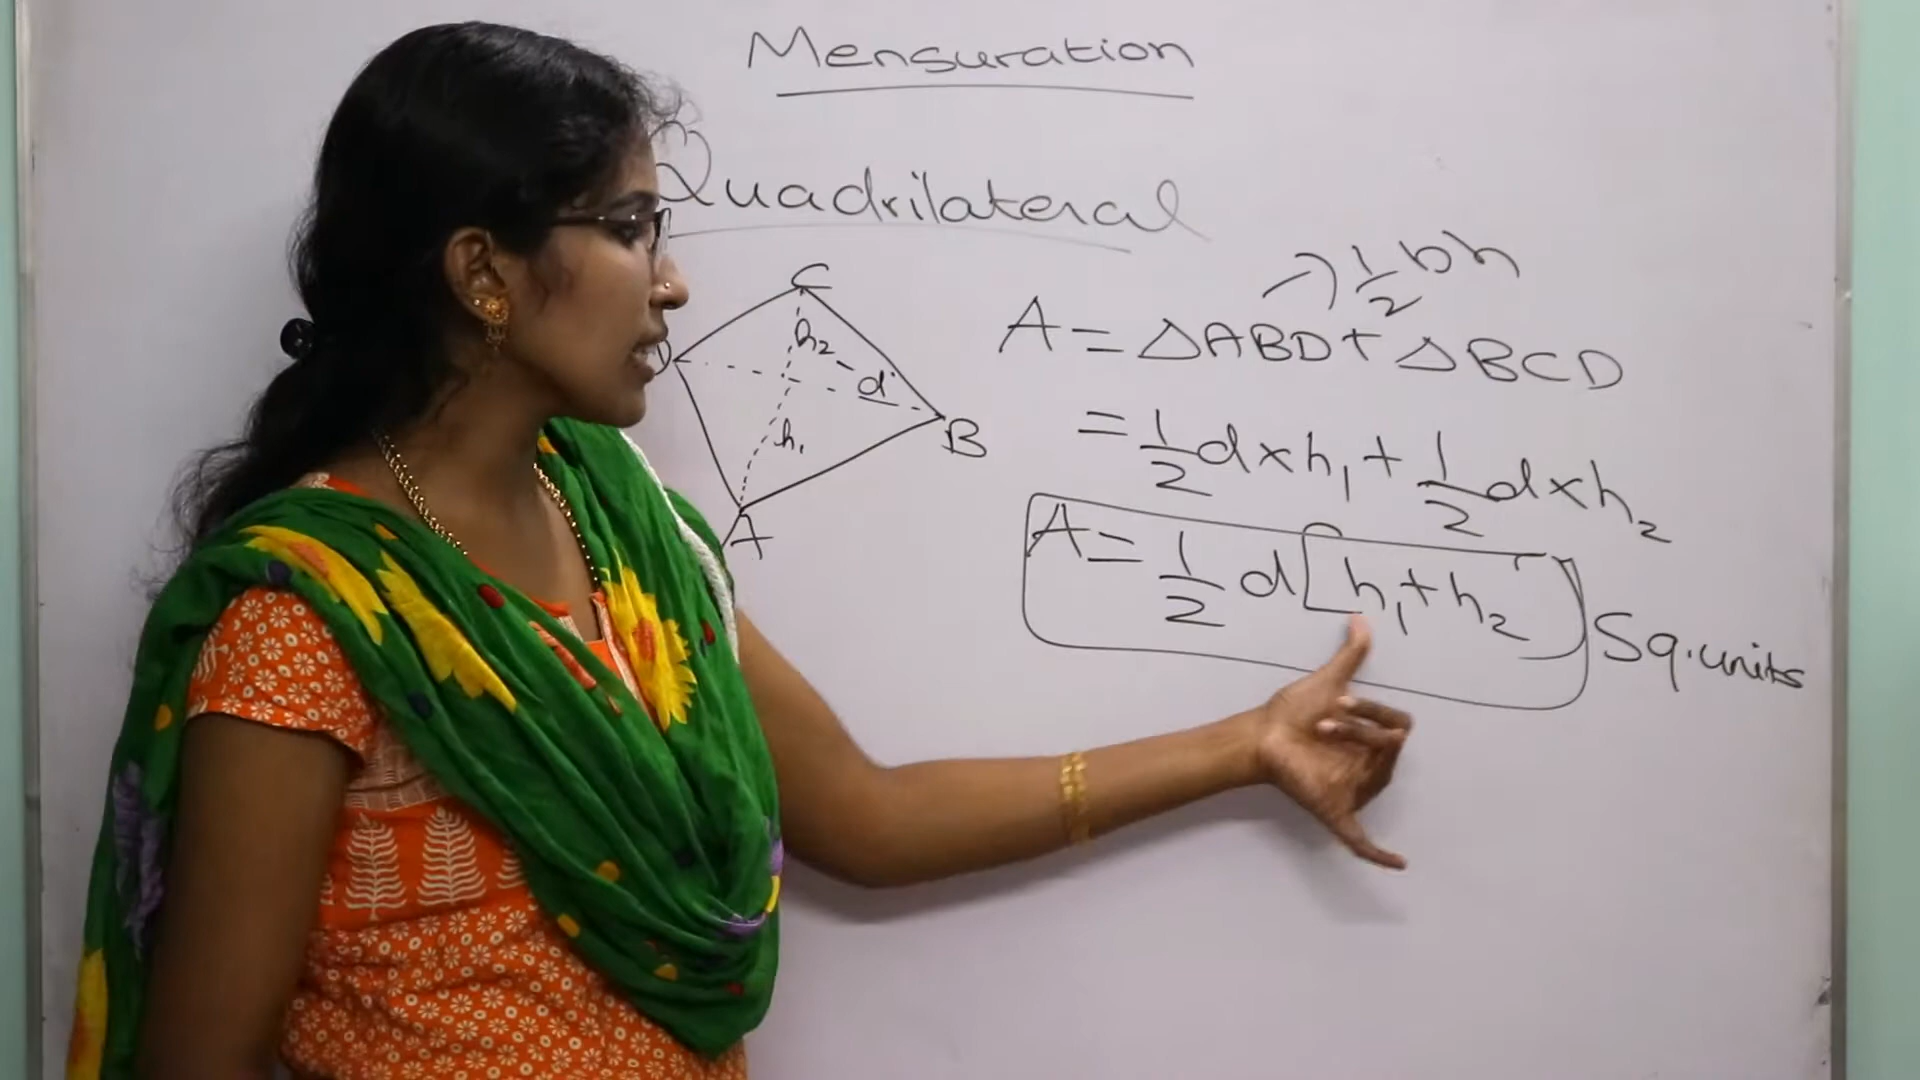 Mensuration
Quadrilateral
C
D
h₂
d
h₁
B
A
→ 1/2 bh
A = △ABD + △BCD
= 1/2 d × h₁ + 1/2 d × h₂
A = 1/2 d [h₁ + h₂] Sq.units